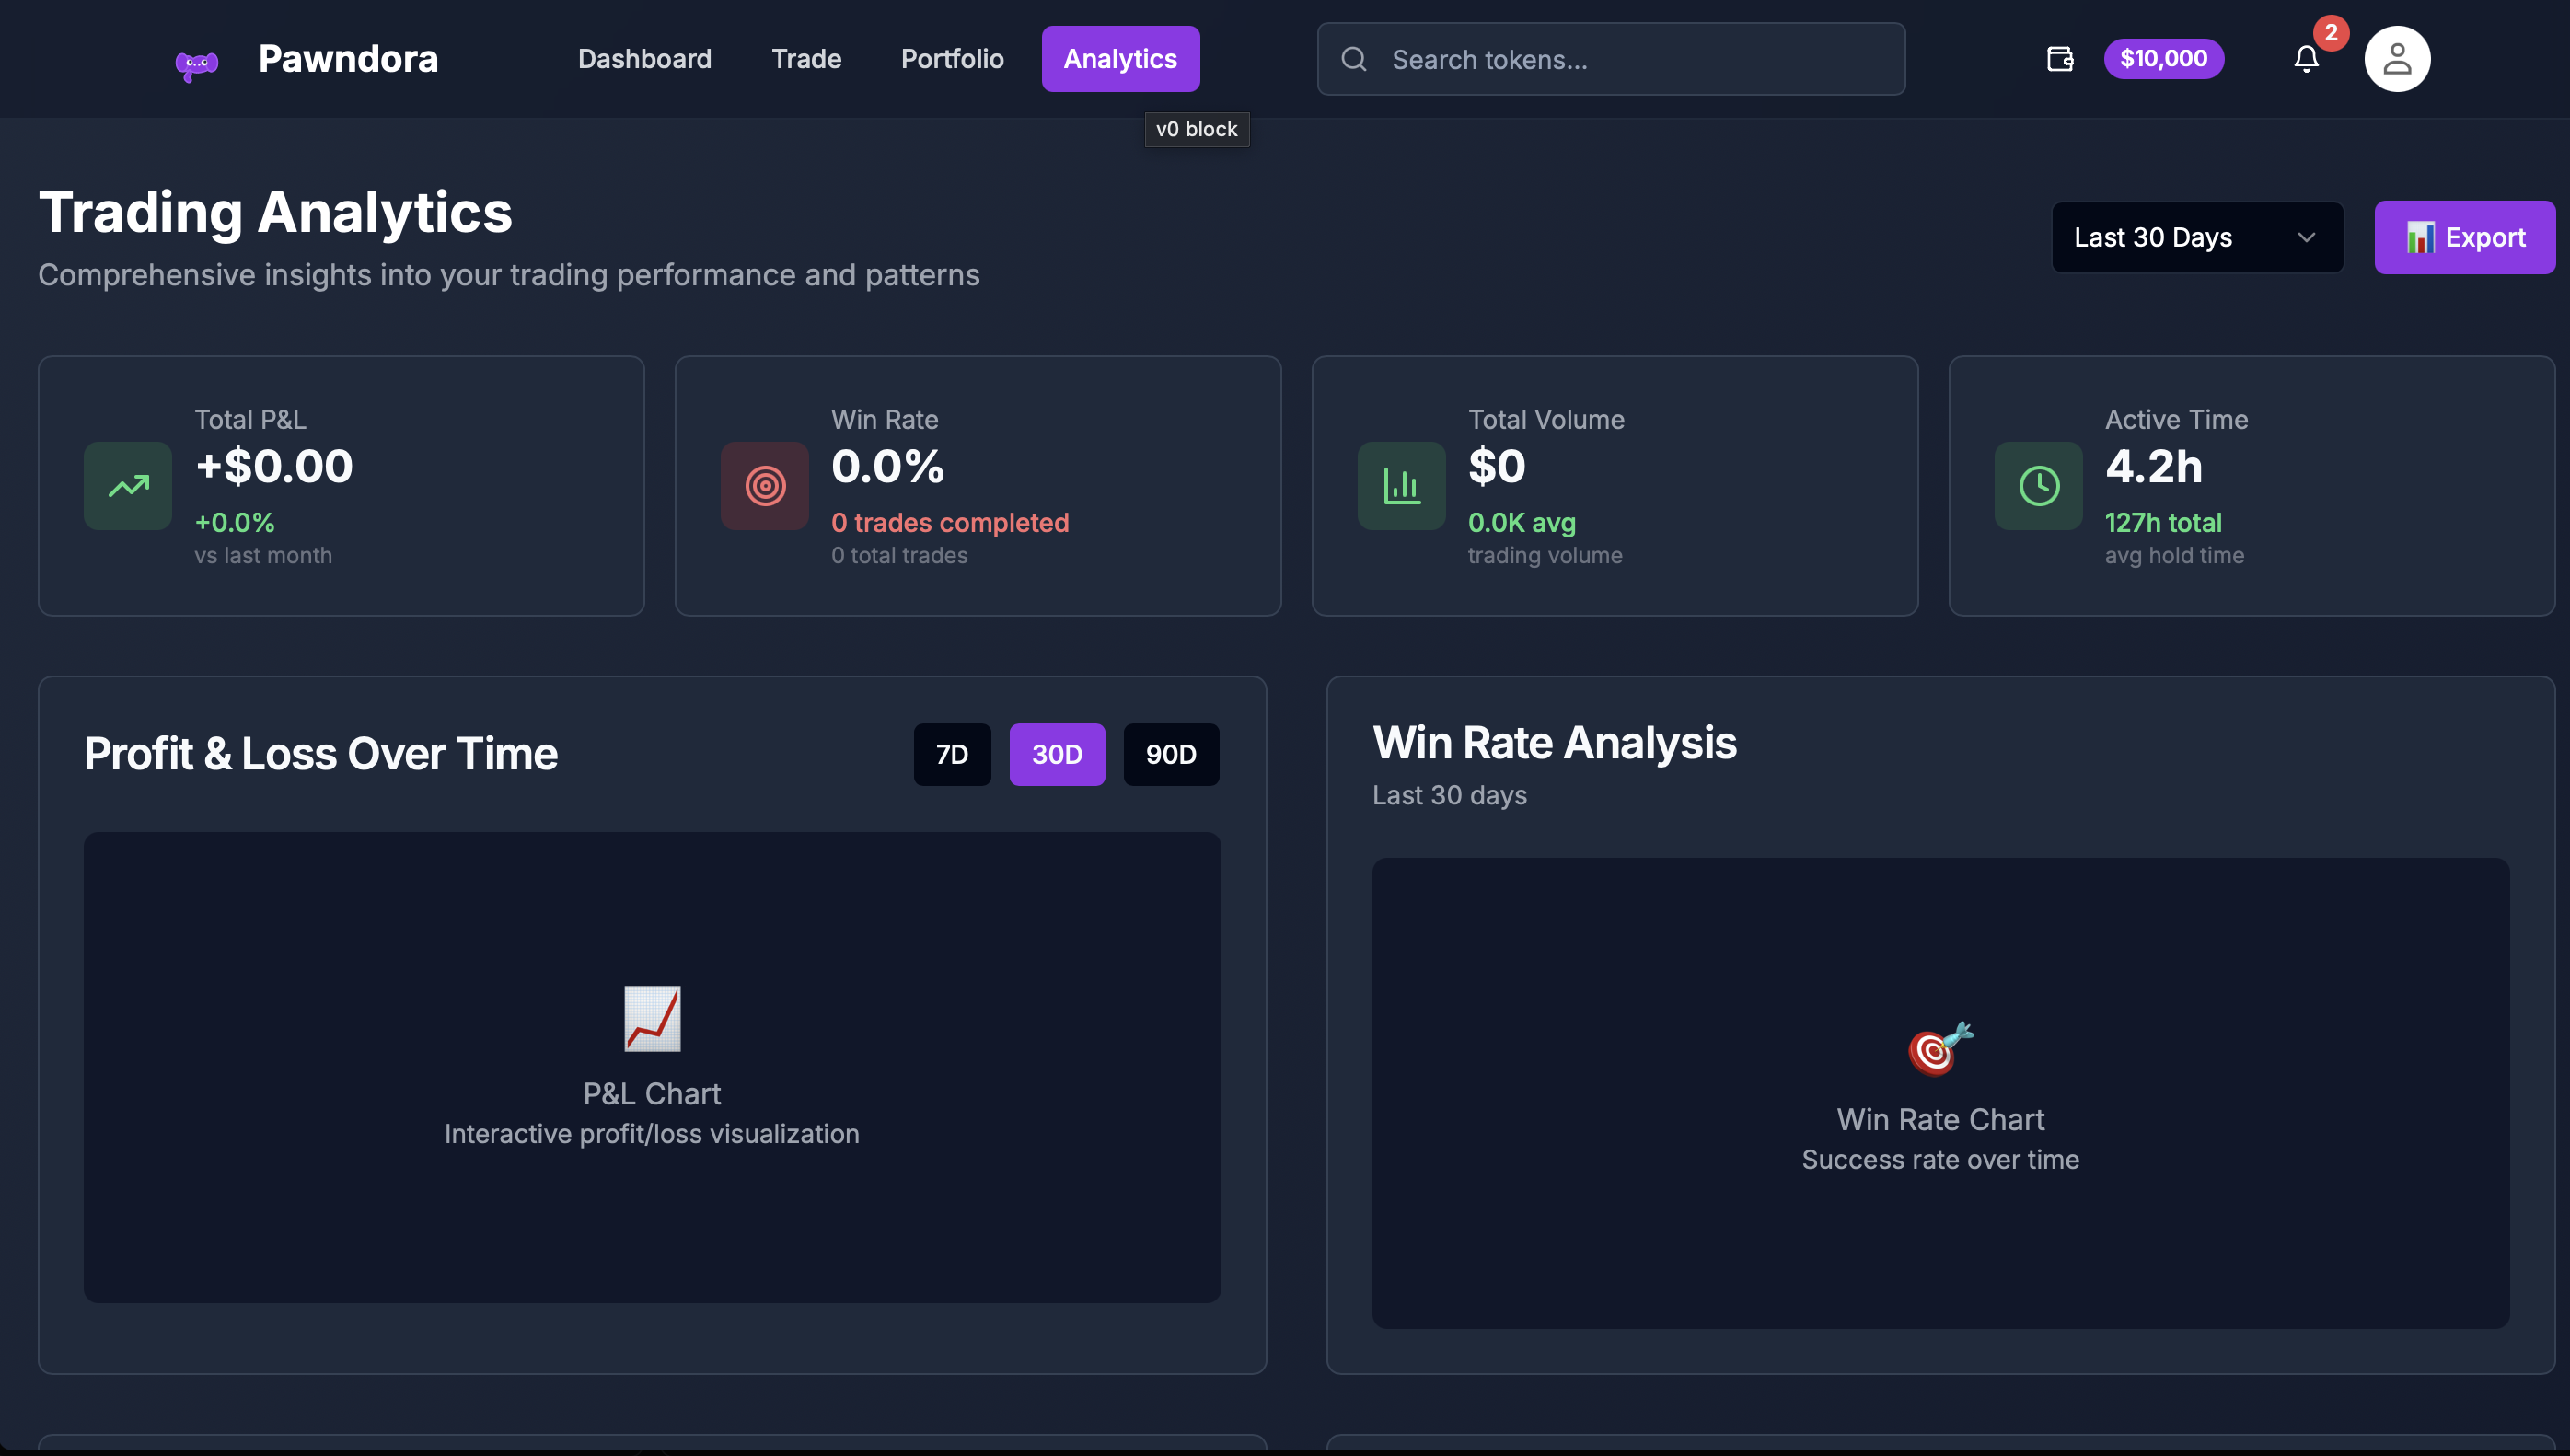 Pawndora
Dashboard
Trade
Portfolio
Analytics
Search tokens...
$10,000
2
v0 block
Trading Analytics
Comprehensive insights into your trading performance and patterns
Last 30 Days
Export
Total P&L
+$0.00
+0.0%
vs last month
Win Rate
0.0%
0 trades completed
0 total trades
Total Volume
$0
0.0K avg
trading volume
Active Time
4.2h
127h total
avg hold time
Profit & Loss Over Time
7D
30D
90D
P&L Chart
Interactive profit/loss visualization
Win Rate Analysis
Last 30 days
Win Rate Chart
Success rate over time